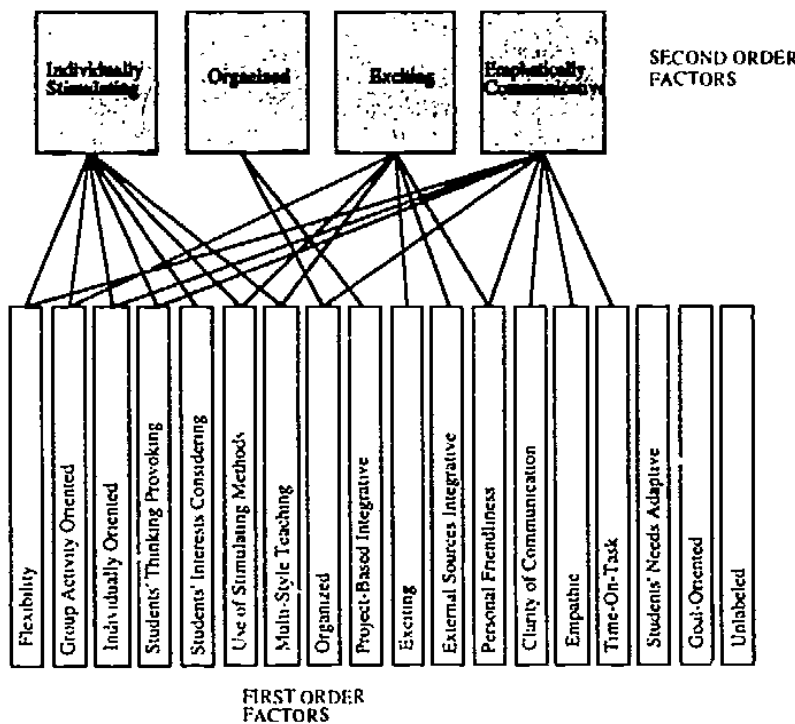 Individually
Stimulating
Organized
Exciting
Emphatically
Communicative
SECOND ORDER
FACTORS
Flexibility
Group Activity Oriented
Individually Oriented
Students' Thinking Provoking
Students' Interests Considering
Use of Stimulating Methods
Multi-Style Teaching
Organized
Project-Based Integrative
Exciting
External Sources Integrative
Personal Friendliness
Clarity of Communication
Empathic
Time-On-Task
Students' Needs Adaptive
Goal-Oriented
Unlabeled
FIRST ORDER
FACTORS